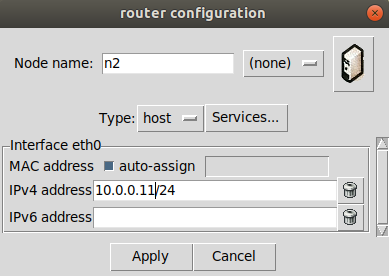 router configuration
Node name: n2 (none)
Type: host Services...
Interface eth0
MAC address auto-assign
IPv4 address 10.0.0.11/24
IPv6 address
Apply Cancel